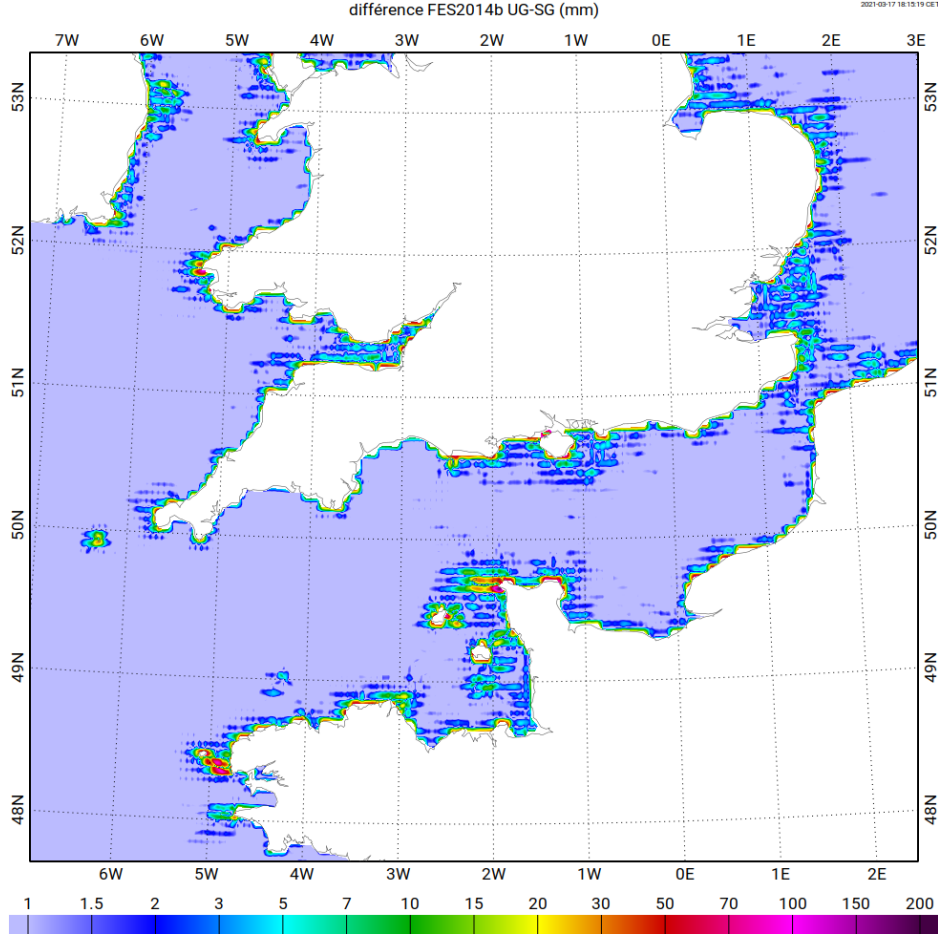 différence FES2014b UG-SG (mm)
2021-03-17 18:15:19 CET
7W 6W 5W 4W 3W 2W 1W 0E 1E 2E 3E
53N 53N
52N 52N
51N 51N
50N 50N
49N 49N
48N 48N
6W 5W 4W 3W 2W 1W 0E 1E 2E
1 1.5 2 3 5 7 10 15 20 30 50 70 100 150 200